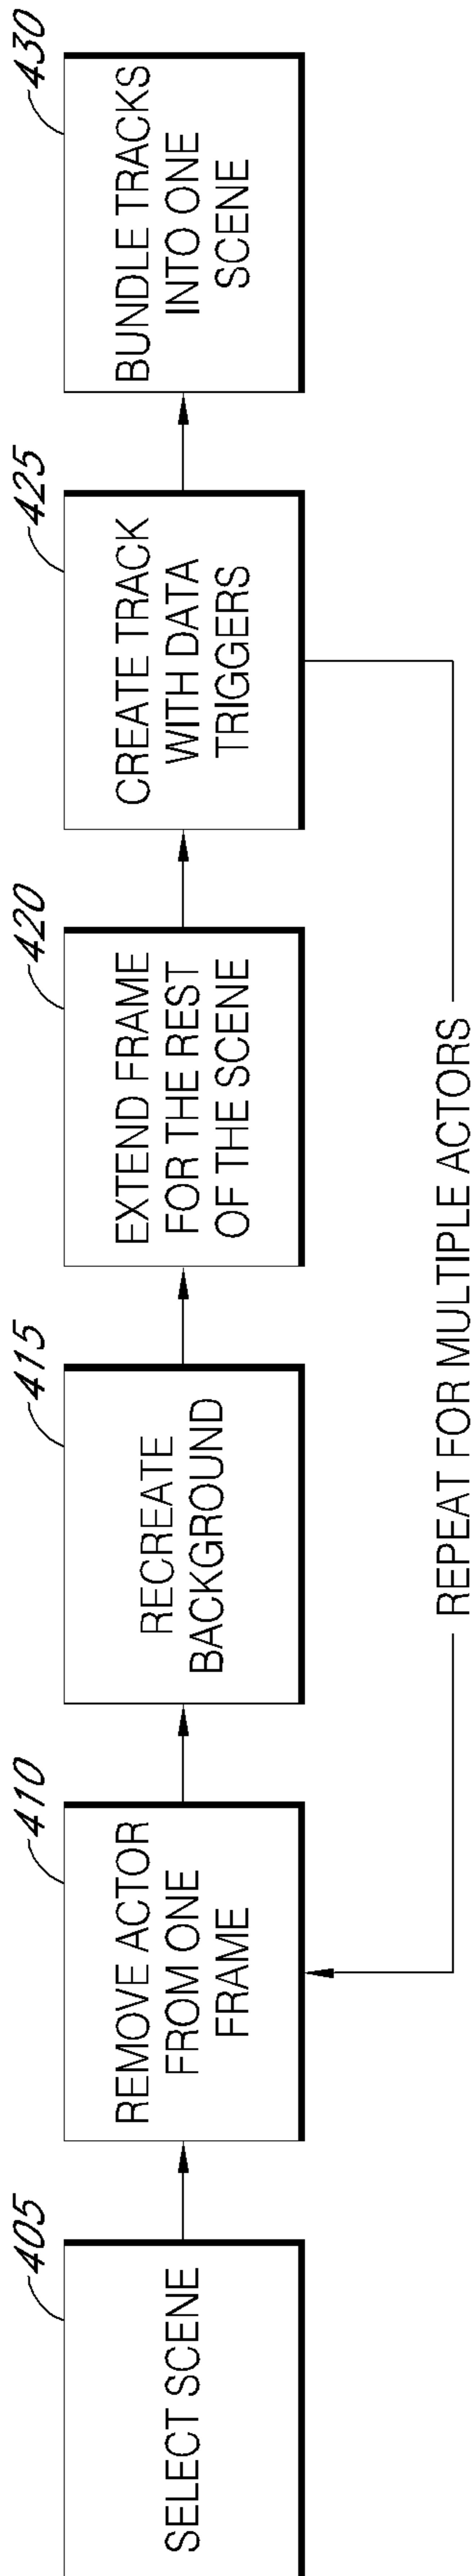 405
SELECT SCENE
410
REMOVE ACTOR
FROM ONE
FRAME
415
RECREATE
BACKGROUND
420
EXTEND FRAME
FOR THE REST
OF THE SCENE
425
CREATE TRACK
WITH DATA
TRIGGERS
430
BUNDLE TRACKS
INTO ONE
SCENE
REPEAT FOR MULTIPLE ACTORS